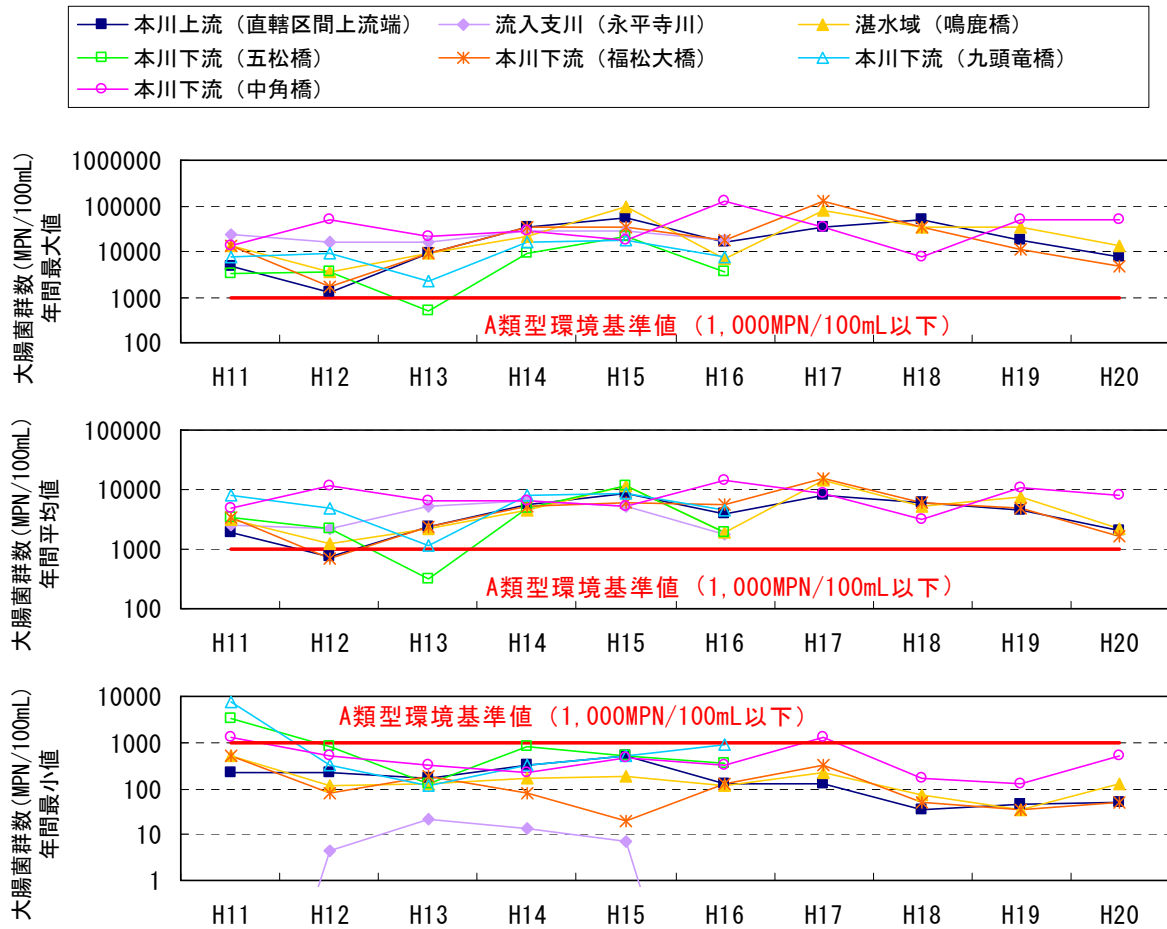 本川上流（直轄区間上流端） 流入支川（永平寺川） 湛水域（鳴鹿橋）
本川下流（五松橋） 本川下流（福松大橋） 本川下流（九頭竜橋）
本川下流（中角橋）
大腸菌群数(MPN/100mL)
年間最大値
1000000
100000
10000
1000
100
A類型環境基準値（1,000MPN/100mL以下）
H11 H12 H13 H14 H15 H16 H17 H18 H19 H20
大腸菌群数(MPN/100mL)
年間平均値
100000
10000
1000
100
A類型環境基準値（1,000MPN/100mL以下）
H11 H12 H13 H14 H15 H16 H17 H18 H19 H20
大腸菌群数(MPN/100mL)
年間最小値
10000
1000
100
10
1
A類型環境基準値（1,000MPN/100mL以下）
H11 H12 H13 H14 H15 H16 H17 H18 H19 H20